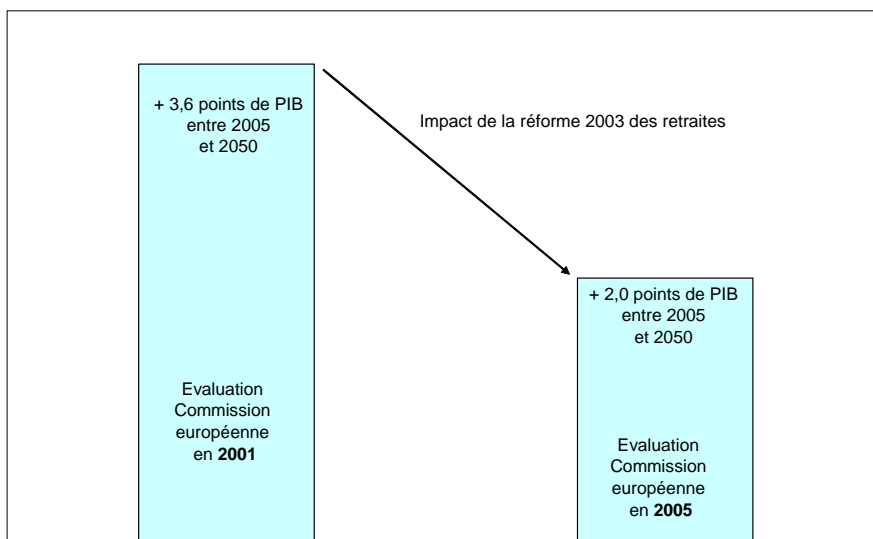 + 3,6 points de PIB
entre 2005
et 2050
Impact de la réforme 2003 des retraites
+ 2,0 points de PIB
entre 2005
et 2050
Evaluation
Commission
européenne
en 2001
Evaluation
Commission
européenne
en 2005